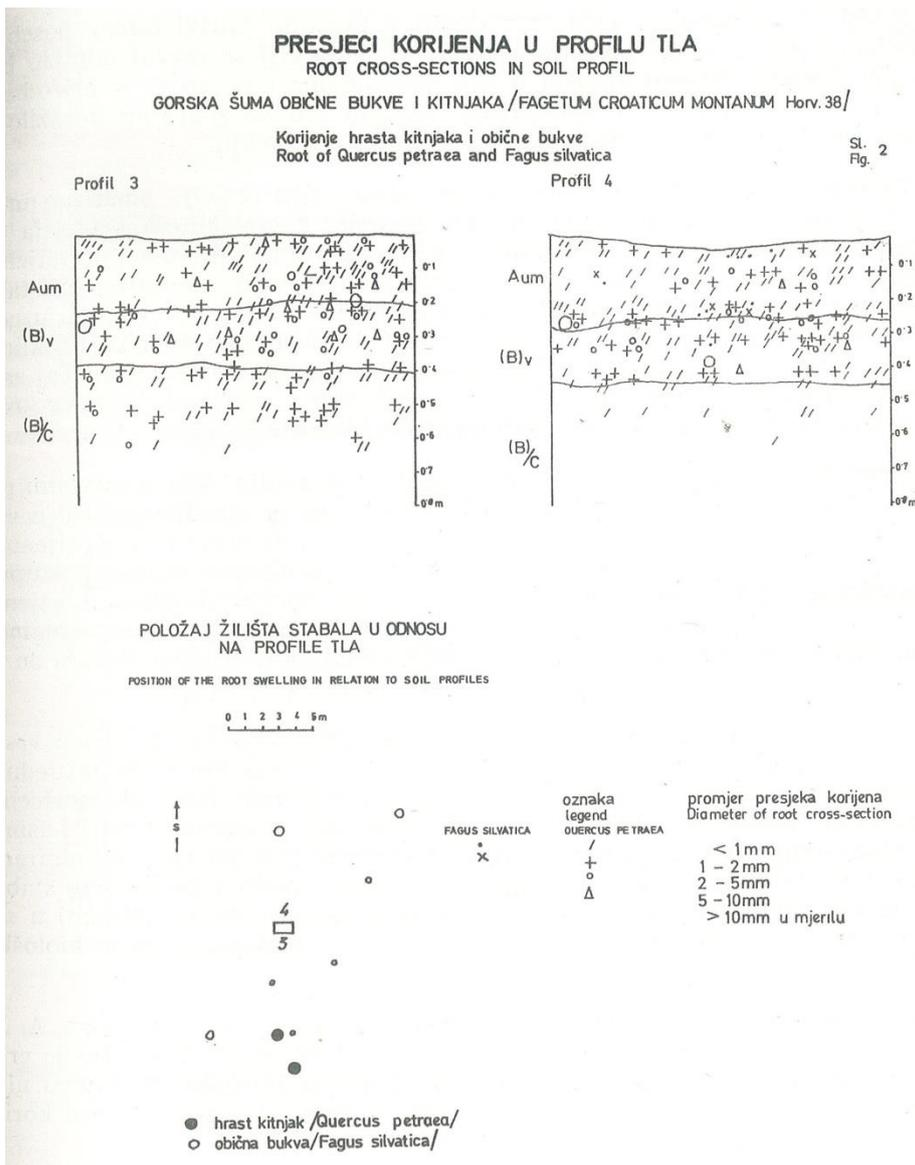 PRESJECI KORIJENJA U PROFILU TLA
ROOT CROSS-SECTIONS IN SOIL PROFIL
GORSKA ŠUMA OBIČNE BUKVE I KITNJAKA /FAGETUM CROATICUM MONTANUM Horv. 38/
Korijenje hrasta kitnjaka i obične bukve
Root of Quercus petraea and Fagus silvatica
Sl.
Fig. 2
Profil 3
Aum
(B)v
(B)/C
0·1
0·2
0·3
0·4
0·5
0·6
0·7
0·8 m
Profil 4
Aum
(B)v
(B)/C
0·1
0·2
0·3
0·4
0·5
0·6
0·7
0·8 m
POLOŽAJ ŽILIŠTA STABALA U ODNOSU
NA PROFILE TLA
POSITION OF THE ROOT SWELLING IN RELATION TO SOIL PROFILES
0 1 2 3 4 5m
S
4
3
FAGUS SILVATICA
oznaka
legend
QUERCUS PETRAEA
promjer presjeka korijena
Diameter of root cross-section
< 1mm
1 - 2mm
2 - 5mm
5 - 10mm
> 10mm u mjerilu
hrast kitnjak /Quercus petraea/
obična bukva/Fagus silvatica/